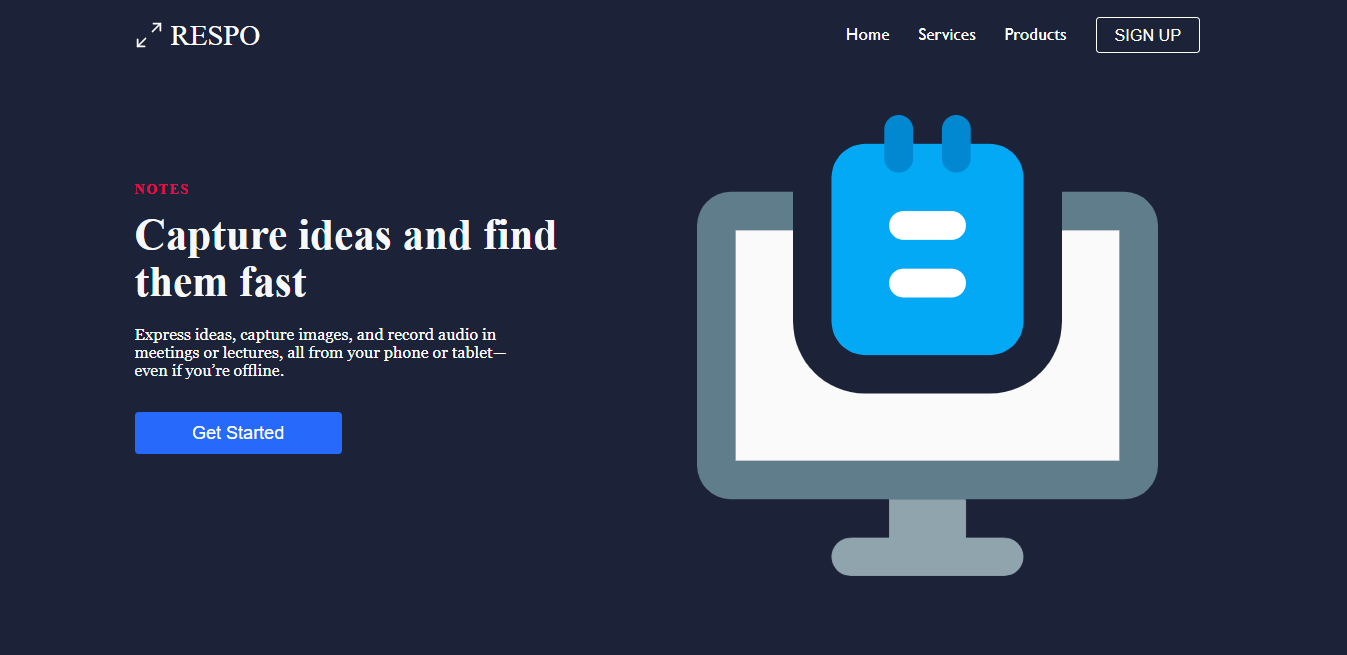 RESPO
Home Services Products SIGN UP
NOTES
Capture ideas and find
them fast
Express ideas, capture images, and record audio in
meetings or lectures, all from your phone or tablet—
even if you’re offline.
Get Started